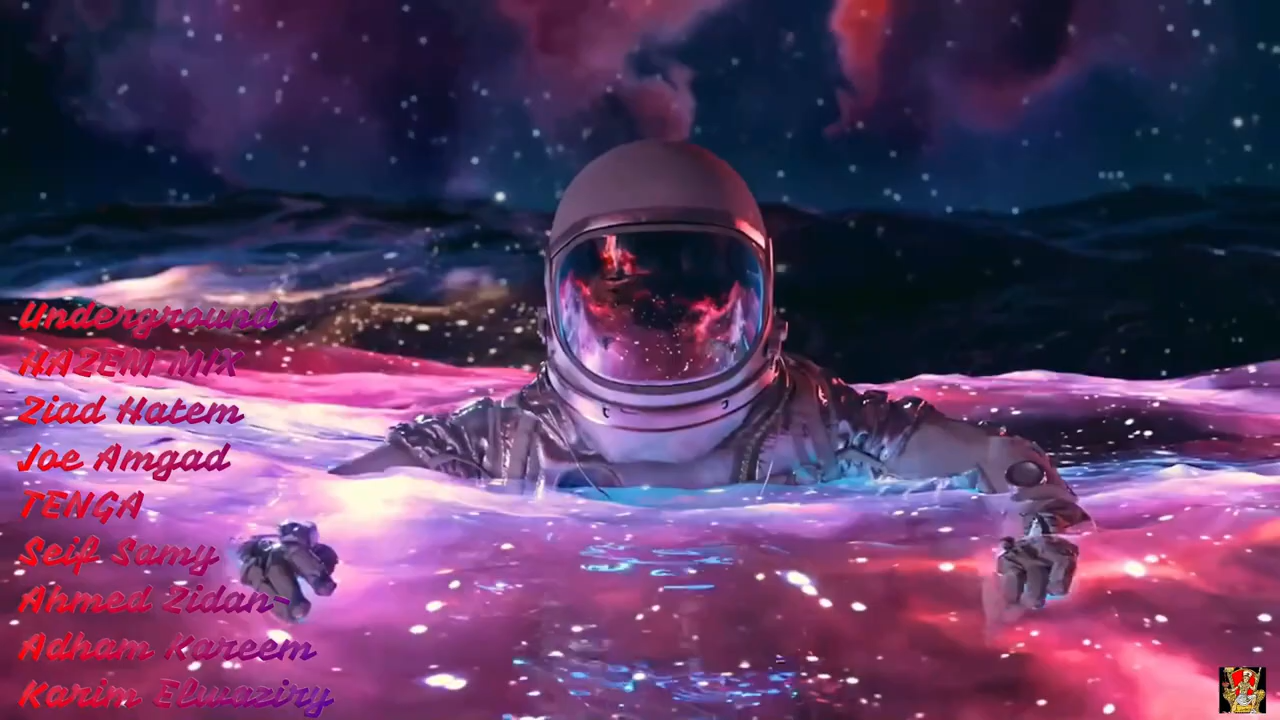 Underground
HAZEM MIX
Ziad Hatem
Joe Amgad
TENGA
Seif Samy
Ahmed Zidan-
Adham Kareem
Karim Elwaziry